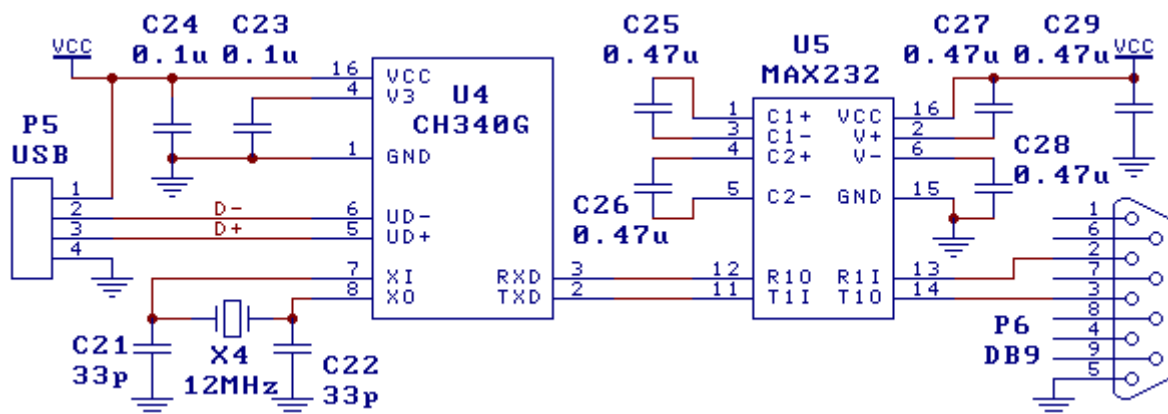 C24
C23
0.1u
0.1u
VCC
P5
USB
1
2
3
4
D-
D+
16
4
1
6
5
7
8
VCC
V3
GND
UD-
UD+
XI
XO
U4
CH340G
RXD
TXD
3
2
C21
33p
X4
12MHz
C22
33p
C25
0.47u
C26
0.47u
U5
MAX232
1
3
4
5
12
11
C1+
C1-
C2+
C2-
R1O
T1I
VCC
V+
V-
GND
R1I
T1O
16
2
6
15
13
14
C27
0.47u
C29
0.47u
VCC
C28
0.47u
1
6
2
7
3
8
4
9
5
P6
DB9